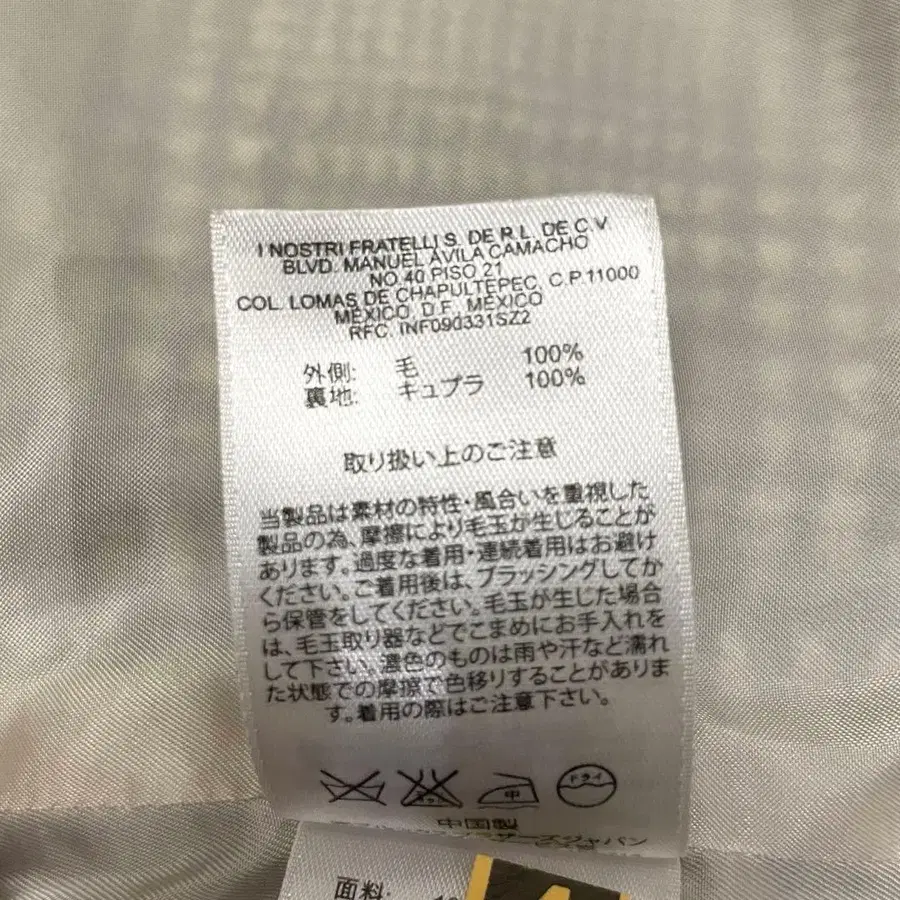 I NOSTRI FRATELLI S. DE R.L. DE C.V
BLVD. MANUEL ÁVILA CAMACHO
NO 40 PISO 21
COL. LOMAS DE CHAPULTEPEC, C.P.11000
MÉXICO, D.F. MÉXICO
RFC. INF090331SZ2
外側: 毛 100%
裏地: キュプラ 100%
取り扱い上のご注意
当製品は素材の特性・風合いを重視した
製品の為、摩擦により毛玉が生じることが
あります。過度な着用・連続着用はお避け
ください。ご着用後は、ブラッシングしてか
ら保管をしてください。毛玉が生じた場合
は、毛玉取り器などでこまめにお手入れを
して下さい。濃色のものは雨や汗など濡れ
た状態での摩擦で色移りすることがありま
す。着用の際はご注意下さい。
中 ドライ
中国製
ザーズジャパン
面料: